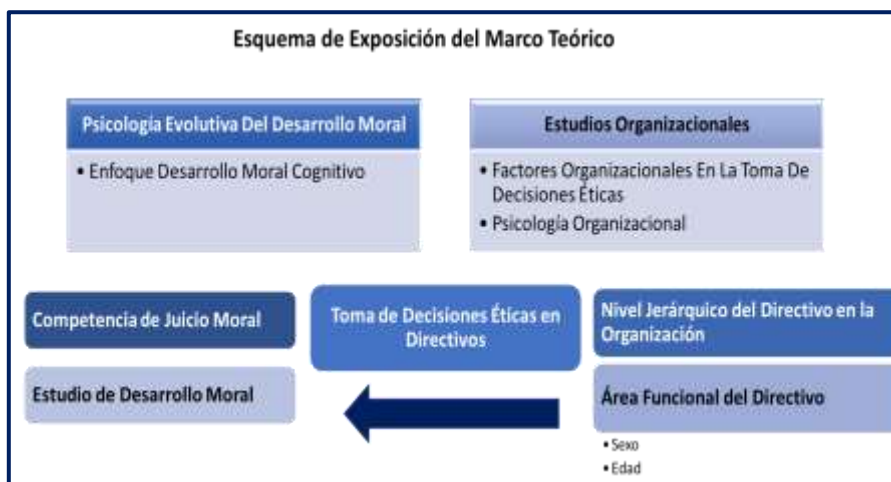 Esquema de Exposición del Marco Teórico
Psicología Evolutiva Del Desarrollo Moral
• Enfoque Desarrollo Moral Cognitivo
Estudios Organizacionales
• Factores Organizacionales En La Toma De
Decisiones Éticas
• Psicología Organizacional
Competencia de Juicio Moral
Estudio de Desarrollo Moral
Toma de Decisiones Éticas en
Directivos
Nivel Jerárquico del Directivo en la
Organización
Área Funcional del Directivo
• Sexo
• Edad